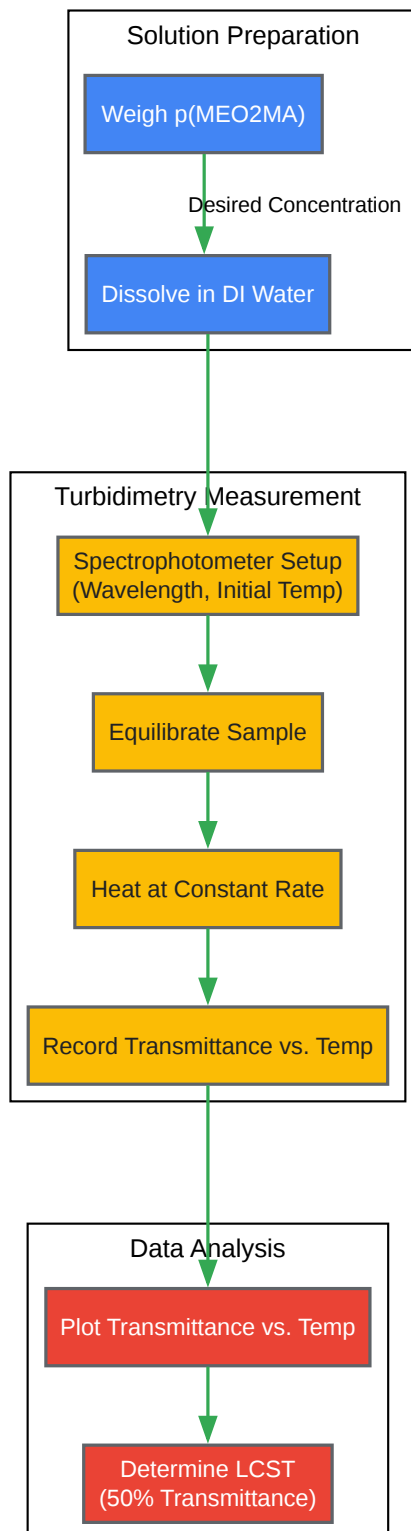 Solution Preparation
Weigh p(MEO2MA)
Desired Concentration
Dissolve in DI Water
Turbidimetry Measurement
Spectrophotometer Setup
(Wavelength, Initial Temp)
Equilibrate Sample
Heat at Constant Rate
Record Transmittance vs. Temp
Data Analysis
Plot Transmittance vs. Temp
Determine LCST
(50% Transmittance)